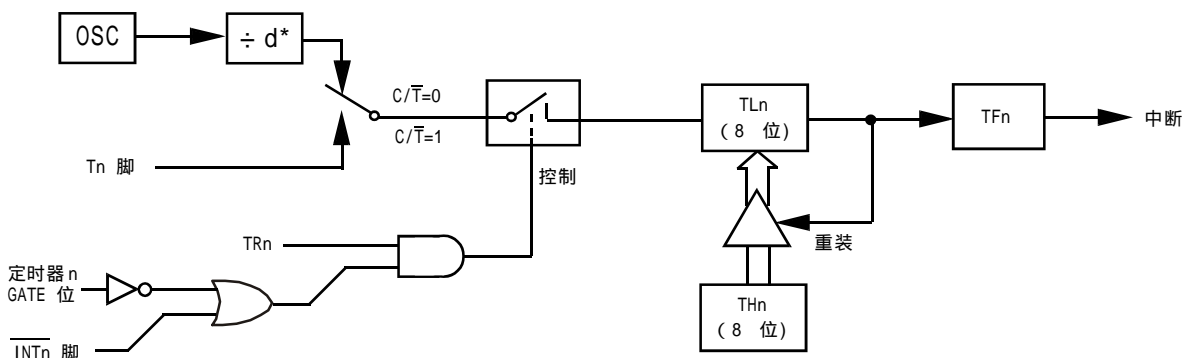 OSC
÷ d*
C/T̅=0
C/T̅=1
Tn 脚
控制
TLn
(8 位)
TFn
中断
重装
TRn
定时器n
GATE 位
I̅N̅T̅n̅ 脚
THn
(8 位)